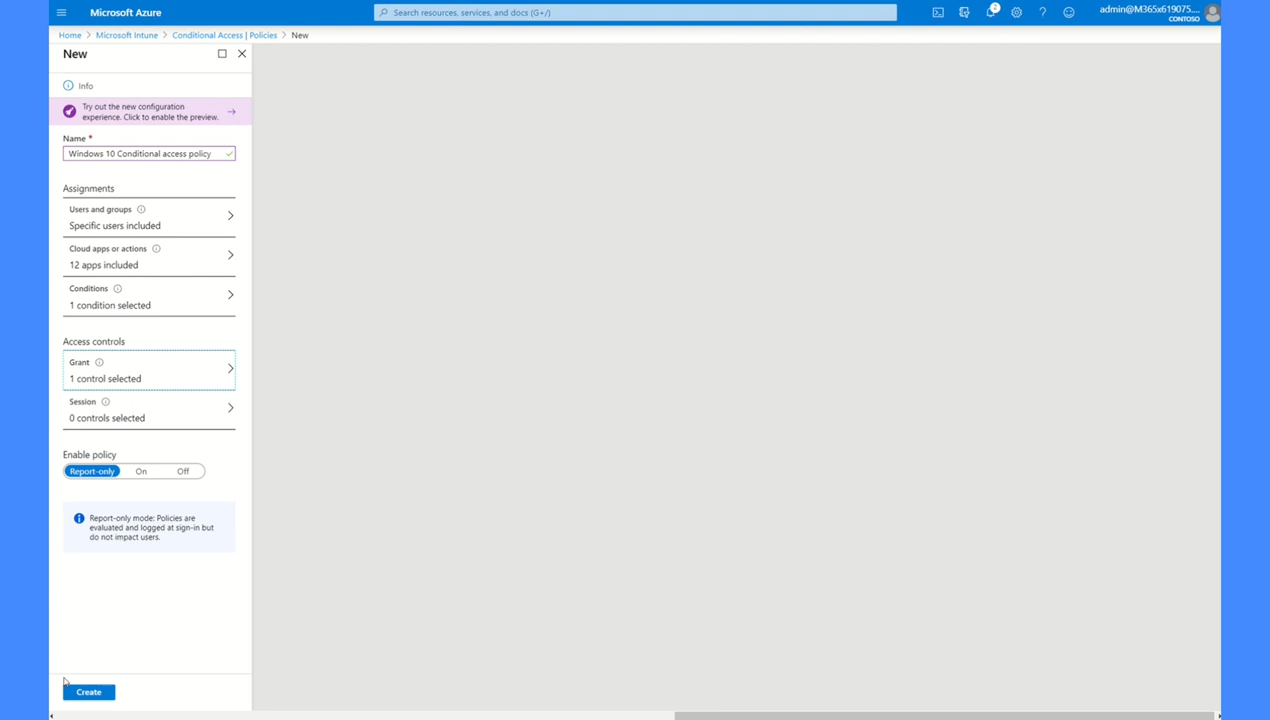 Microsoft Azure
Search resources, services, and docs (G+/)
2
admin@M365x619075....
CONTOSO
Home > Microsoft Intune > Conditional Access | Policies > New
New
Info
Try out the new configuration
experience. Click to enable the preview.
Name *
Windows 10 Conditional access policy
Assignments
Users and groups
Specific users included
Cloud apps or actions
12 apps included
Conditions
1 condition selected
Access controls
Grant
1 control selected
Session
0 controls selected
Enable policy
Report-only On Off
Report-only mode: Policies are
evaluated and logged at sign-in but
do not impact users.
Create